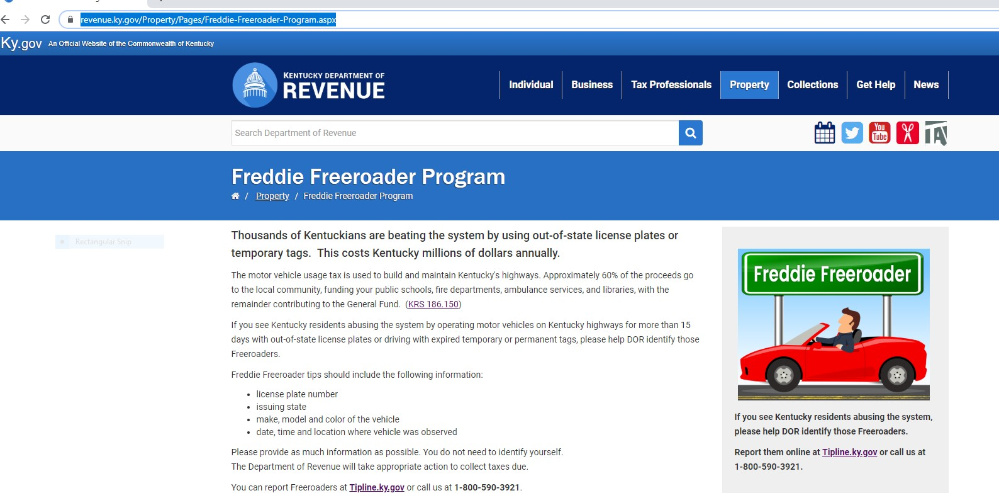 revenue.ky.gov/Property/Pages/Freddie-Freeroader-Program.aspx
Ky.gov An Official Website of the Commonwealth of Kentucky
KENTUCKY DEPARTMENT OF
REVENUE
Individual Business Tax Professionals Property Collections Get Help News
Search Department of Revenue
You
Tube
TA
Freddie Freeroader Program
/ Property / Freddie Freeroader Program
Rectangular Snip
Thousands of Kentuckians are beating the system by using out-of-state license plates or
temporary tags. This costs Kentucky millions of dollars annually.
The motor vehicle usage tax is used to build and maintain Kentucky's highways. Approximately 60% of the proceeds go
to the local community, funding your public schools, fire departments, ambulance services, and libraries, with the
remainder contributing to the General Fund. (KRS 186.150)
If you see Kentucky residents abusing the system by operating motor vehicles on Kentucky highways for more than 15
days with out-of-state license plates or driving with expired temporary or permanent tags, please help DOR identify those
Freeroaders.
Freddie Freeroader tips should include the following information:
• license plate number
• issuing state
• make, model and color of the vehicle
• date, time and location where vehicle was observed
Please provide as much information as possible. You do not need to identify yourself.
The Department of Revenue will take appropriate action to collect taxes due.
You can report Freeroaders at Tipline.ky.gov or call us at 1-800-590-3921.
Freddie Freeroader
If you see Kentucky residents abusing the system,
please help DOR identify those Freeroaders.
Report them online at Tipline.ky.gov or call us at
1-800-590-3921.